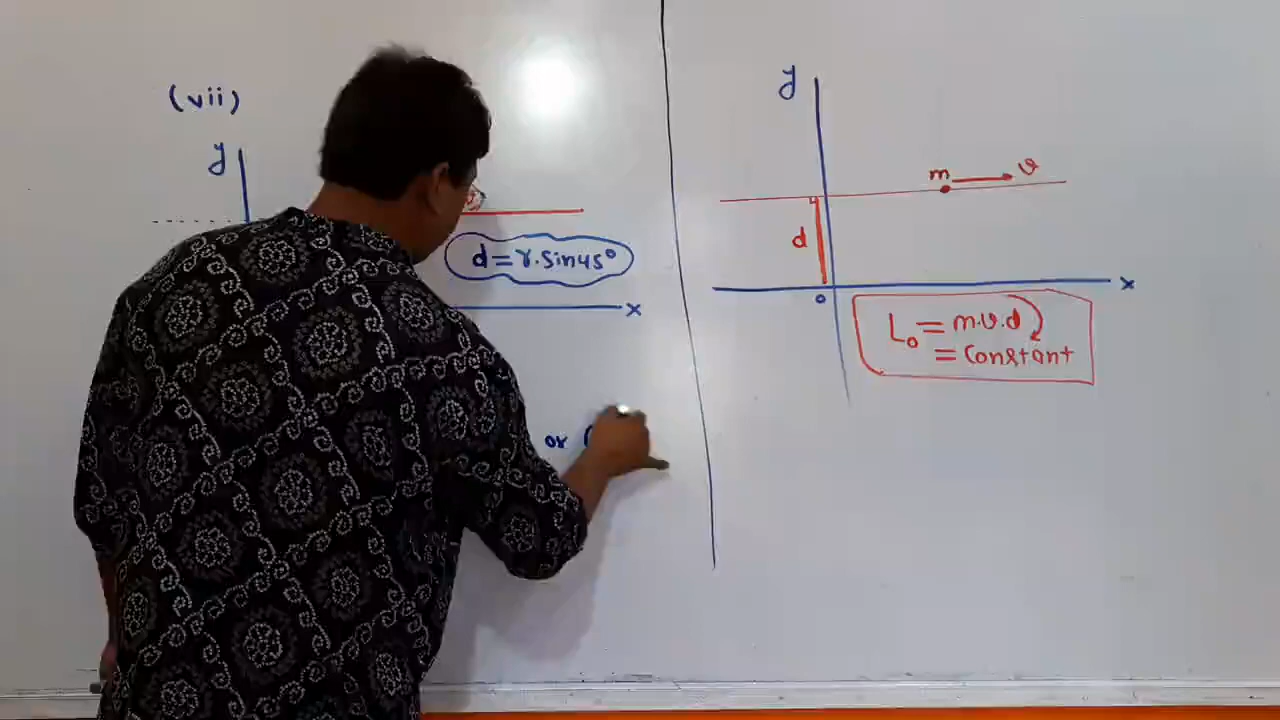 (vii)
y
d = r.sin45°
x
or (
y
m
v
d
x
o
L₀ = m.v.d
= Constant